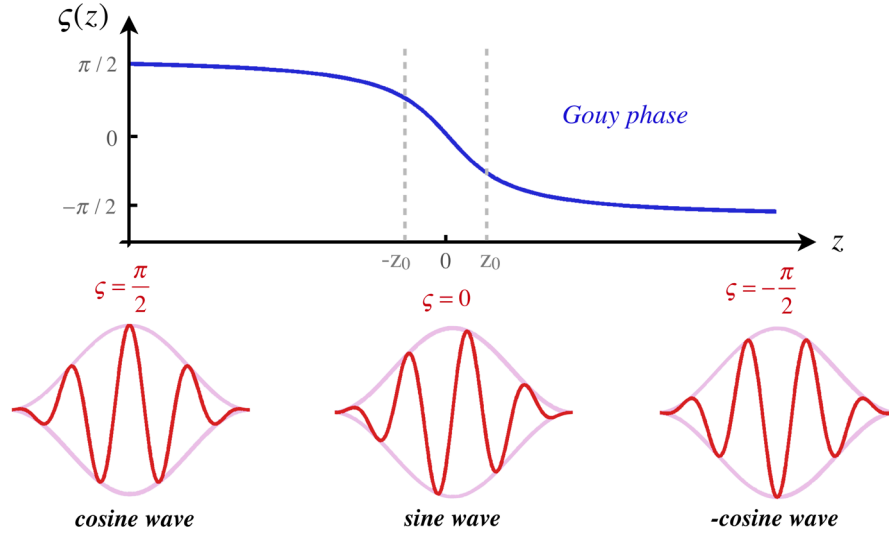 ς(z)
π / 2
0
−π / 2
Gouy phase
-z₀ 0 z₀ z
ς = π/2
ς = 0
ς = − π/2
cosine wave
sine wave
-cosine wave